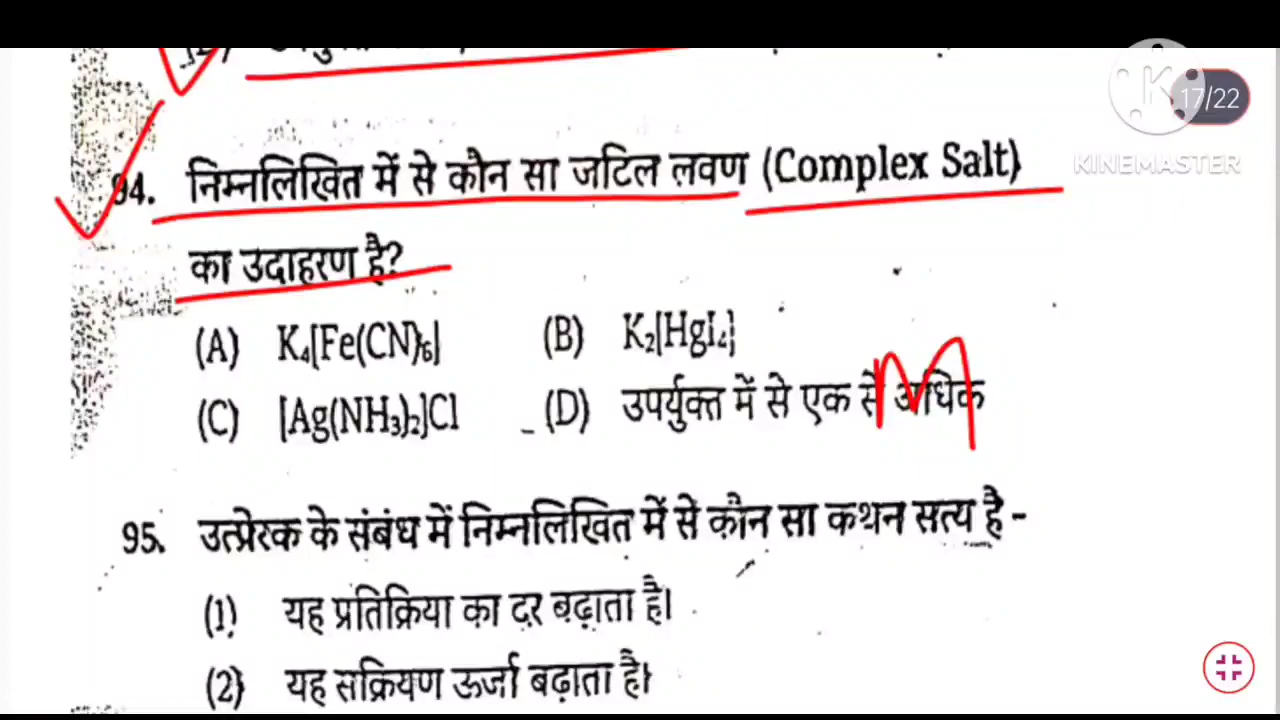 17/22
KINEMASTER
94. निम्नलिखित में से कौन सा जटिल लवण (Complex Salt)
का उदाहरण है?
(A) K₄[Fe(CN)₆] (B) K₂[HgI₄]
(C) [Ag(NH₃)₂]Cl (D) उपर्युक्त में से एक से अधिक
95. उत्प्रेरक के संबंध में निम्नलिखित में से कौन सा कथन सत्य है -
(1) यह प्रतिक्रिया का दर बढ़ाता है।
(2) यह सक्रियण ऊर्जा बढ़ाता है।